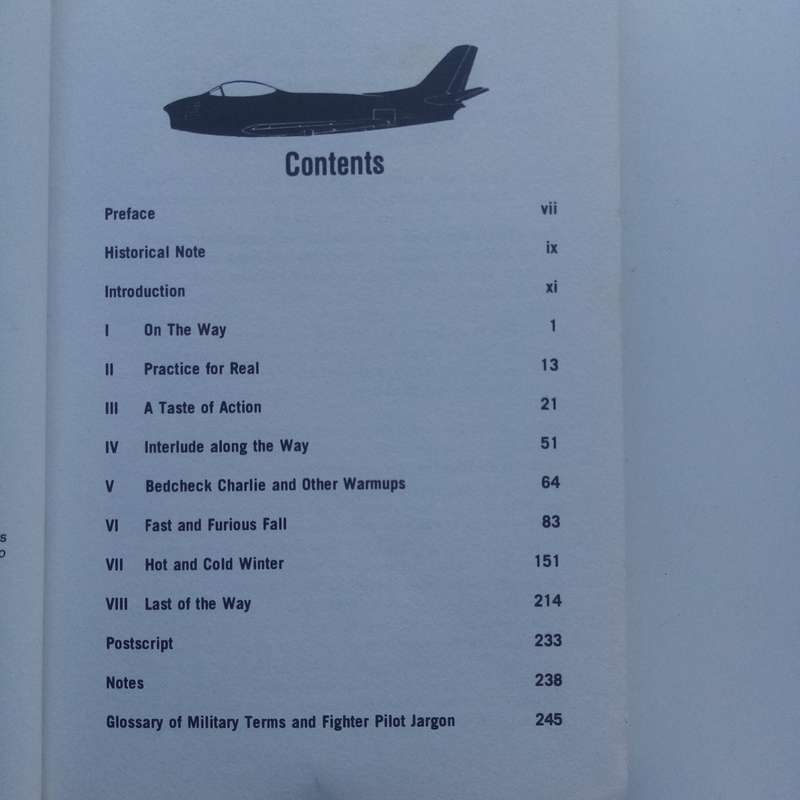 Contents
Preface vii
Historical Note ix
Introduction xi
I On The Way 1
II Practice for Real 13
III A Taste of Action 21
IV Interlude along the Way 51
V Bedcheck Charlie and Other Warmups 64
VI Fast and Furious Fall 83
VII Hot and Cold Winter 151
VIII Last of the Way 214
Postscript 233
Notes 238
Glossary of Military Terms and Fighter Pilot Jargon 245